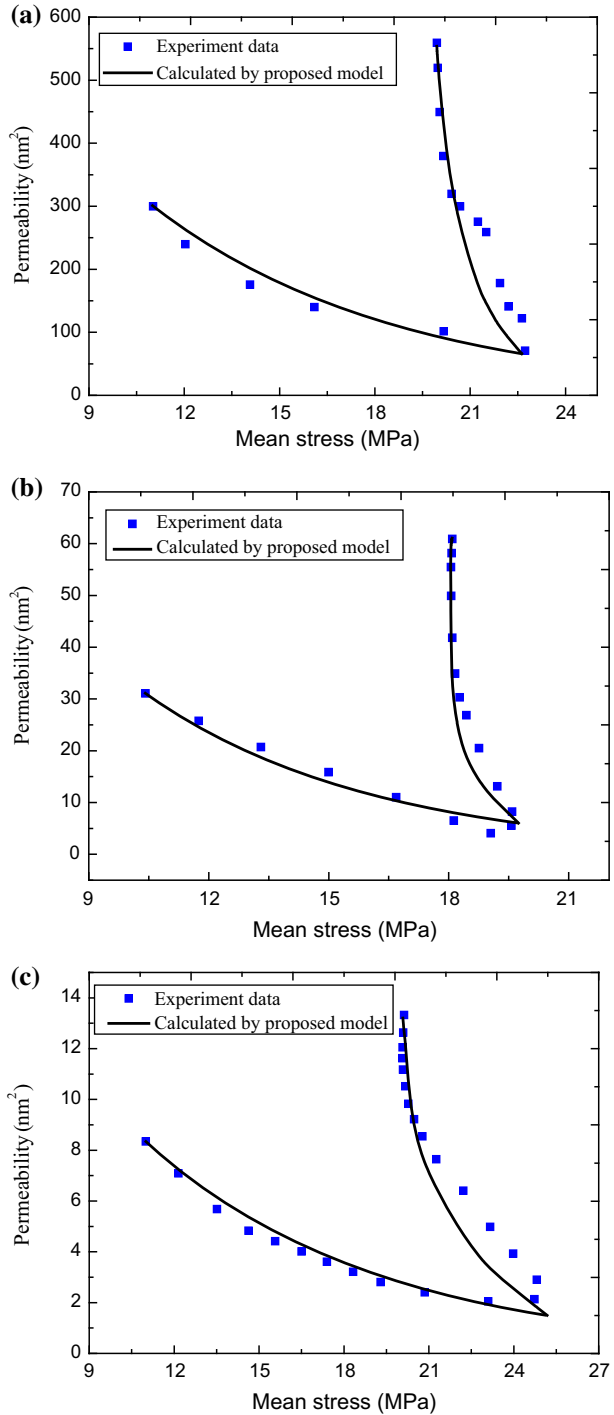 (a)
600
500
400
300
200
100
0
Permeability (nm²)
Experiment data
Calculated by proposed model
9 12 15 18 21 24
Mean stress (MPa)
(b)
70
60
50
40
30
20
10
0
Permeability (nm²)
Experiment data
Calculated by proposed model
9 12 15 18 21
Mean stress (MPa)
(c)
14
12
10
8
6
4
2
0
Permeability (nm²)
Experiment data
Calculated by proposed model
9 12 15 18 21 24 27
Mean stress (MPa)